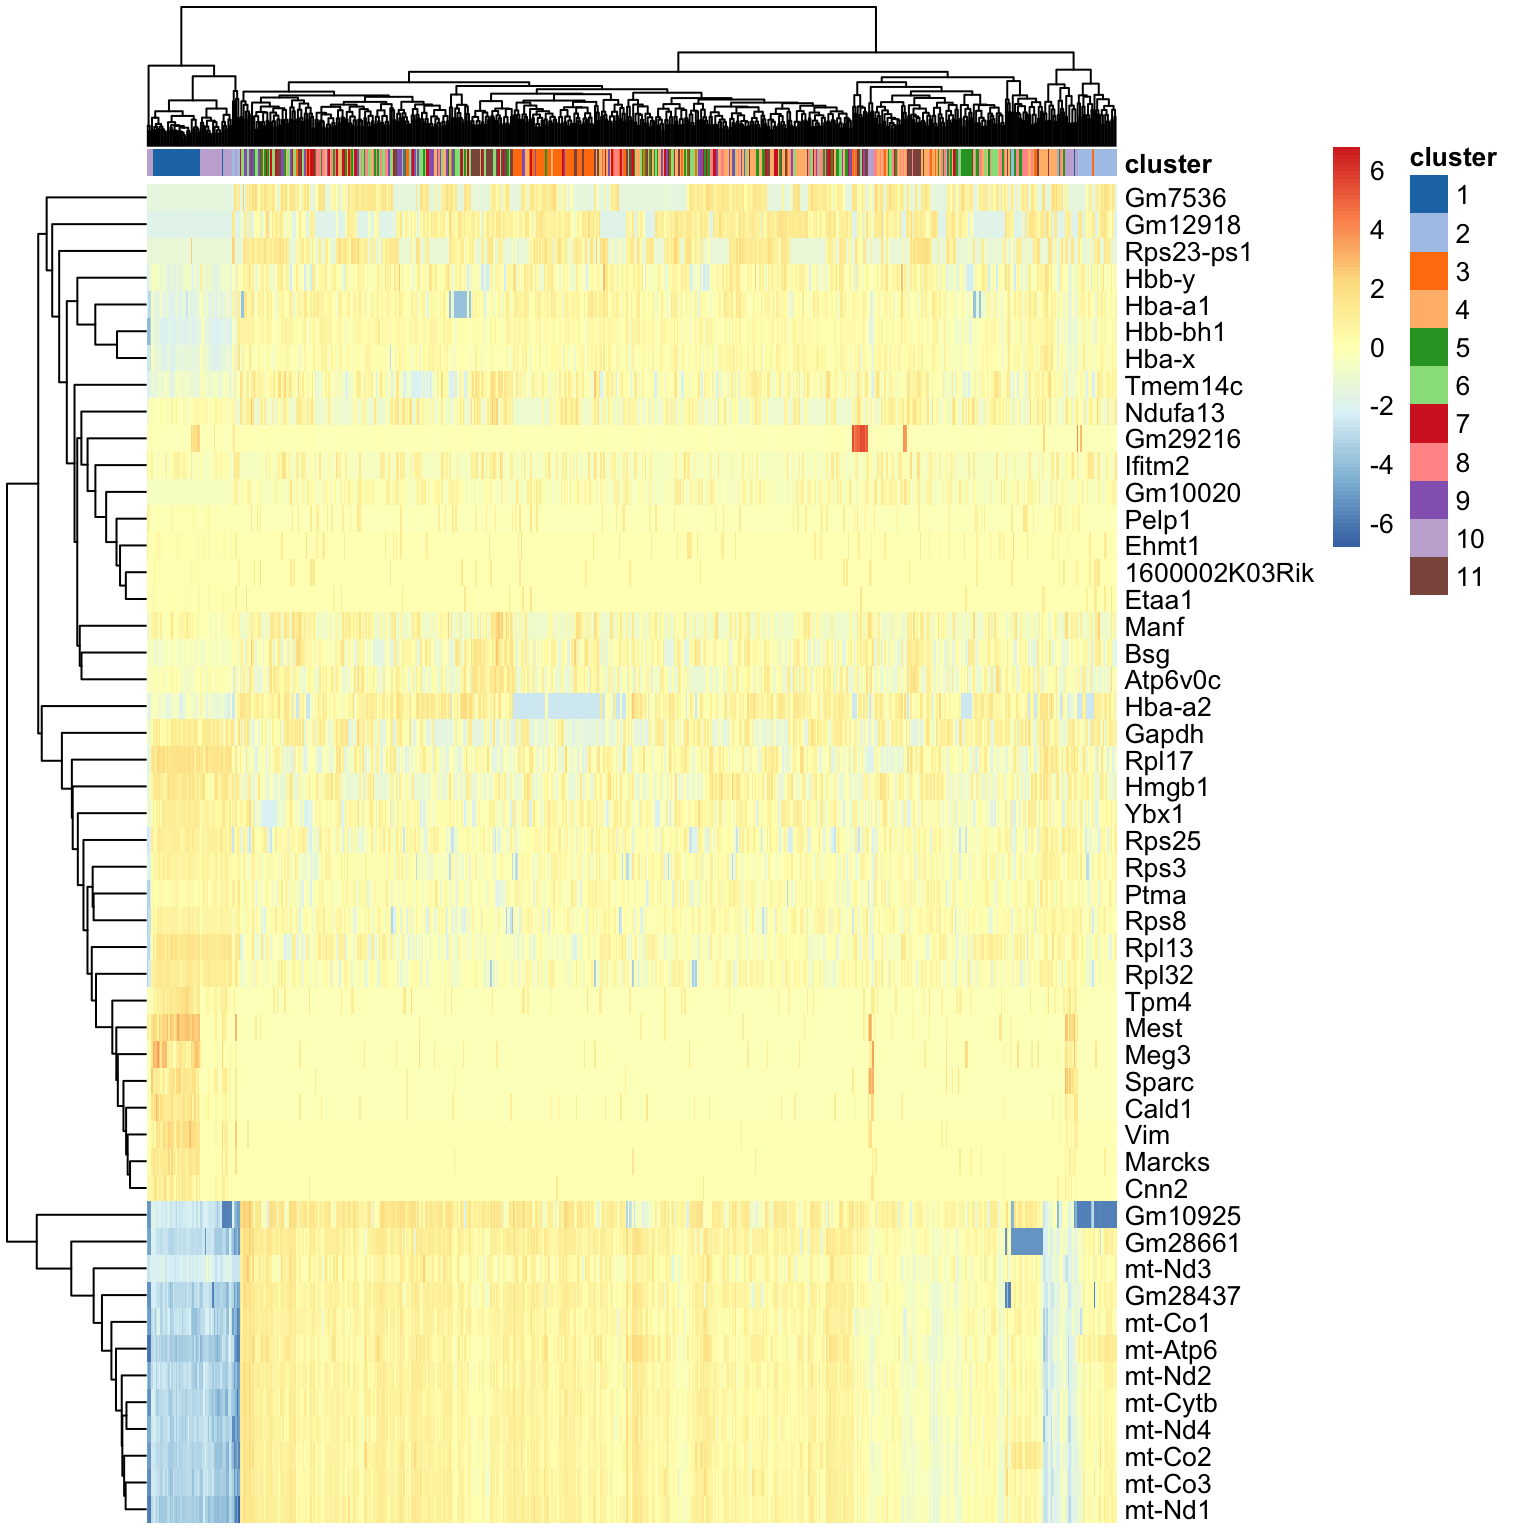 cluster
Gm7536
Gm12918
Rps23-ps1
Hbb-y
Hba-a1
Hbb-bh1
Hba-x
Tmem14c
Ndufa13
Gm29216
Ifitm2
Gm10020
Pelp1
Ehmt1
1600002K03Rik
Etaa1
Manf
Bsg
Atp6v0c
Hba-a2
Gapdh
Rpl17
Hmgb1
Ybx1
Rps25
Rps3
Ptma
Rps8
Rpl13
Rpl32
Tpm4
Mest
Meg3
Sparc
Cald1
Vim
Marcks
Cnn2
Gm10925
Gm28661
mt-Nd3
Gm28437
mt-Co1
mt-Atp6
mt-Nd2
mt-Cytb
mt-Nd4
mt-Co2
mt-Co3
mt-Nd1
6
4
2
0
-2
-4
-6
cluster
1
2
3
4
5
6
7
8
9
10
11